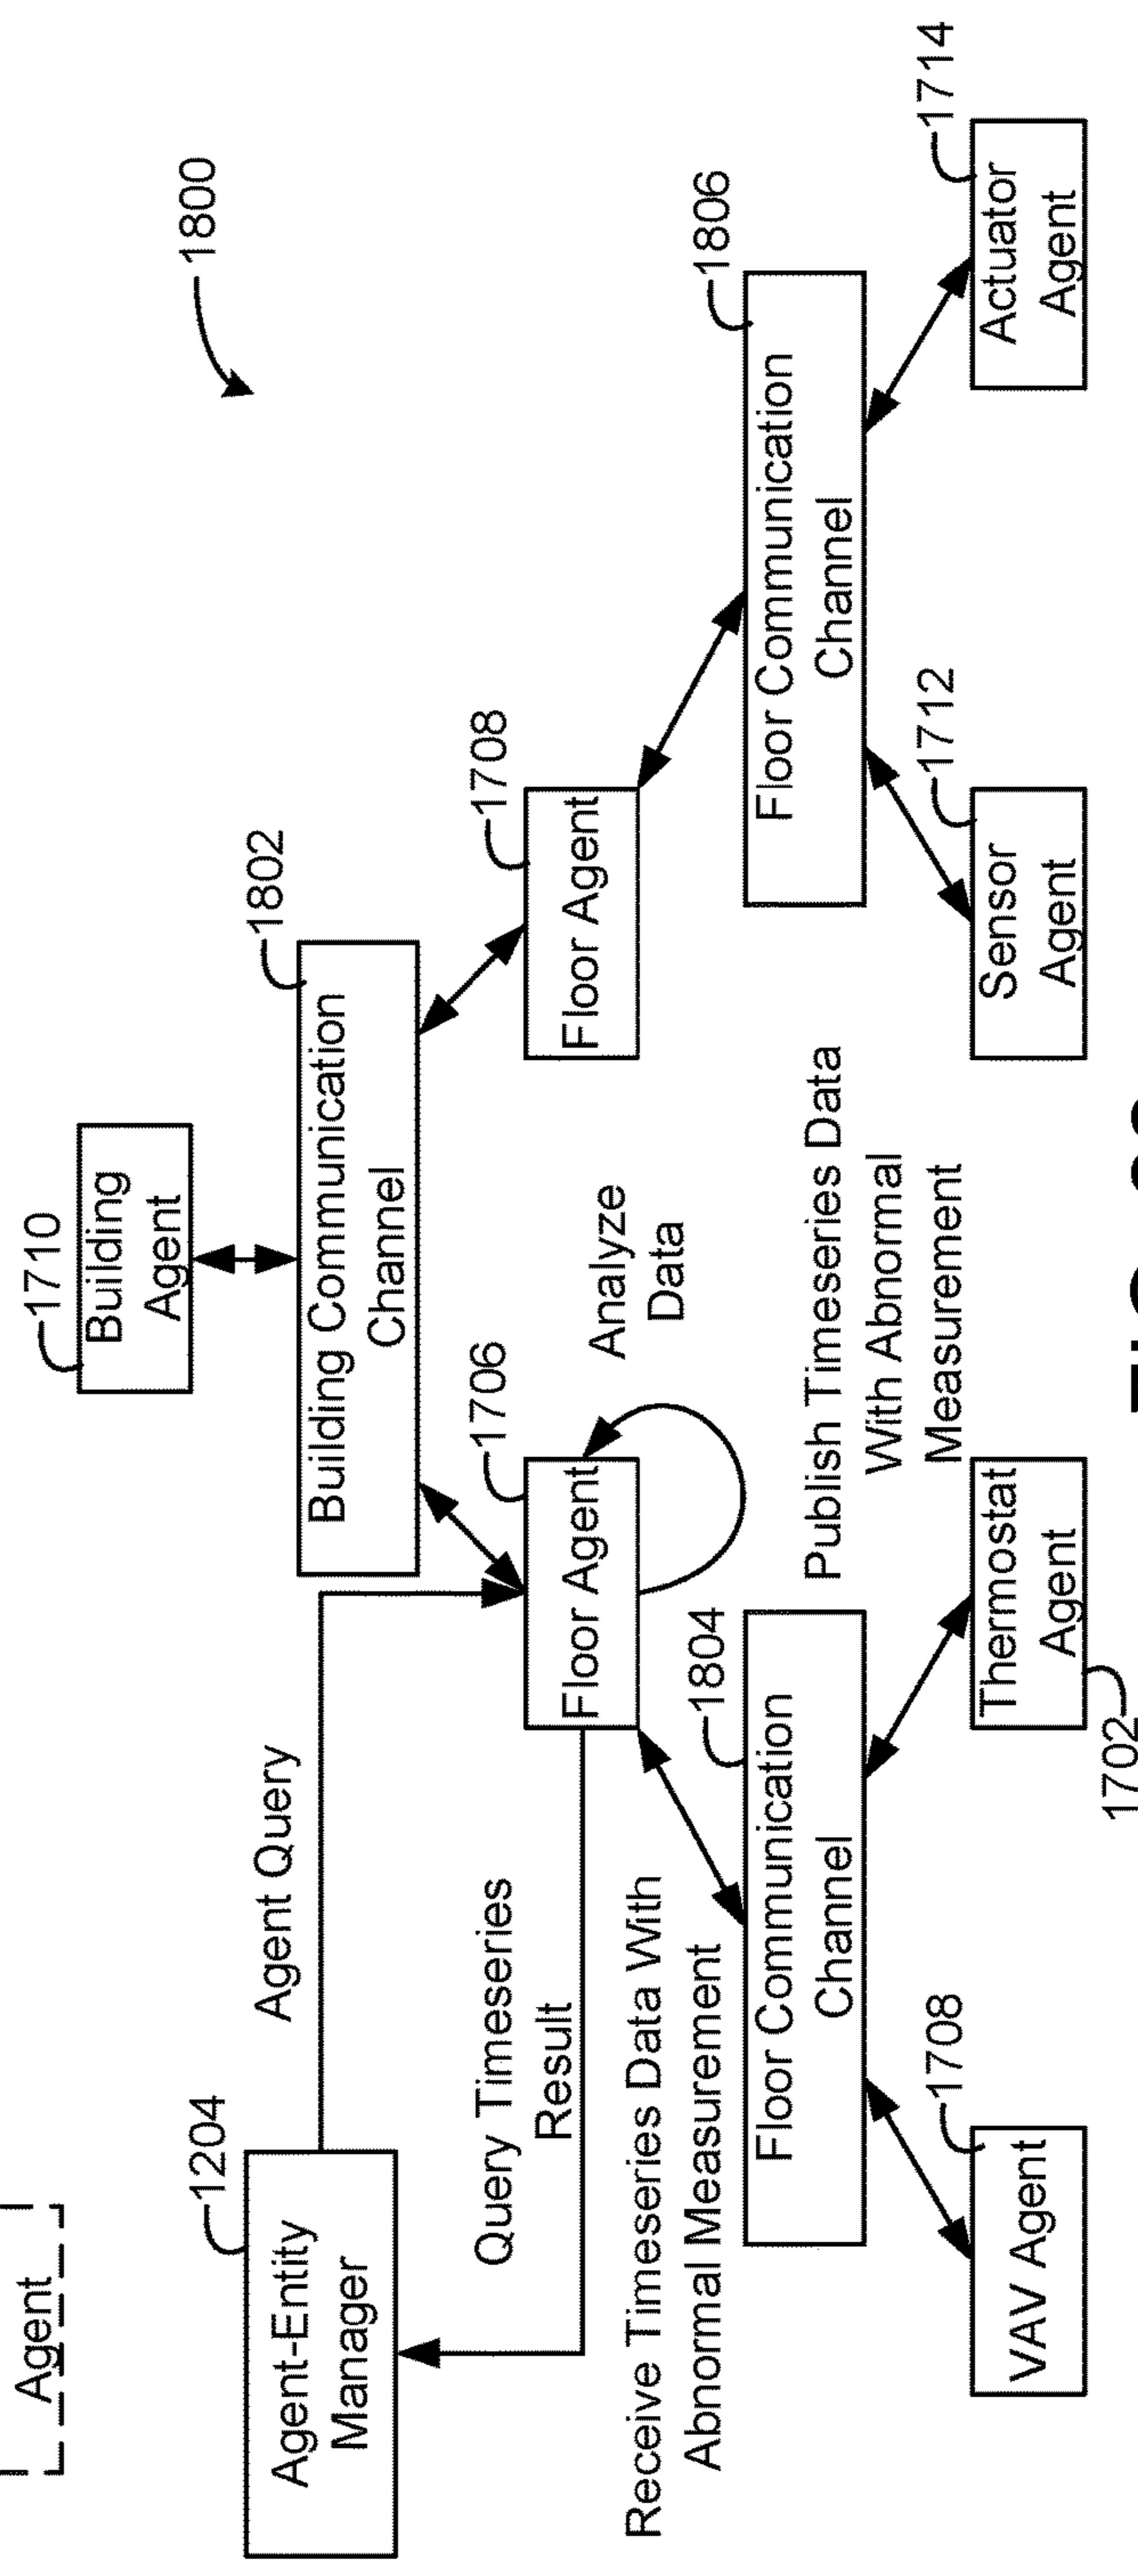 Agent
1800
1710
Building
Agent
1204
Agent-Entity
Manager
Agent Query
1802
Building Communication
Channel
Query Timeseries
Result
1706
Floor Agent
1708
Floor Agent
Analyze
Data
Receive Timeseries Data With
Abnormal Measurement
1804
Floor Communication
Channel
1806
Floor Communication
Channel
Publish Timeseries Data
With Abnormal
Measurement
1708
VAV Agent
Thermostat
Agent
1702
1712
Sensor
Agent
1714
Actuator
Agent